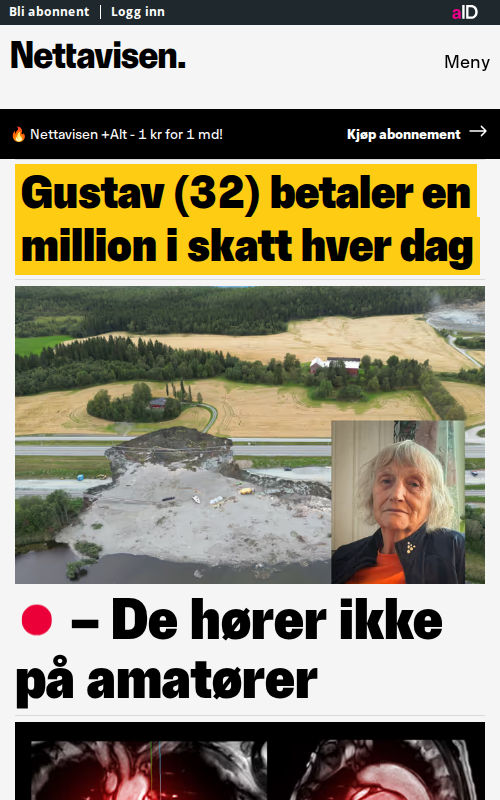 Bli abonnent
Logg inn
aID
Nettavisen.
Meny
🔥 Nettavisen +Alt - 1 kr for 1 md!
Kjøp abonnement →
Gustav (32) betaler en
million i skatt hver dag
– De hører ikke
på amatører